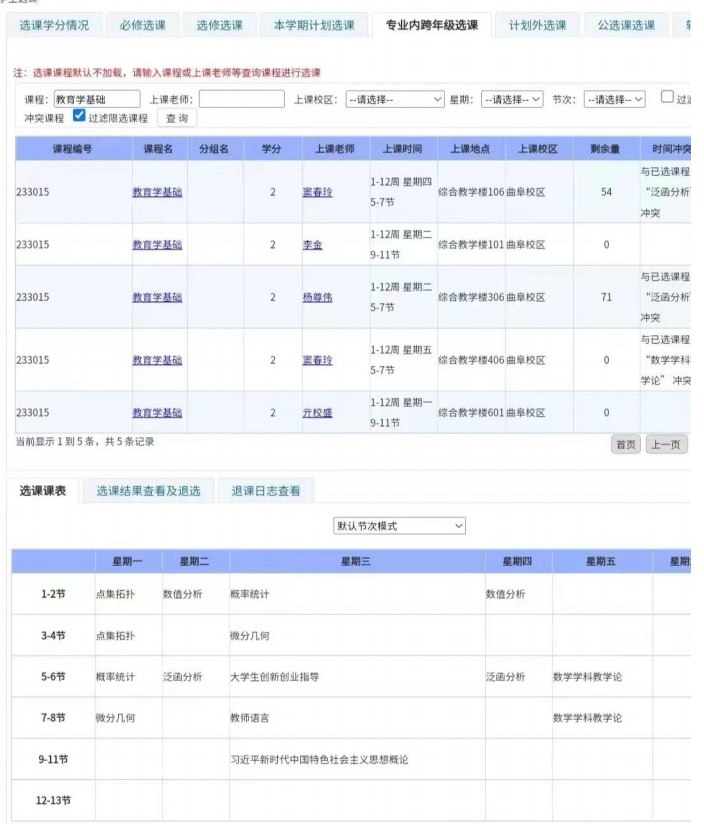 学生选课
选课学分情况 必修选课 选修选课 本学期计划选课 专业内跨年级选课 计划外选课 公选课选课
注：选课课程默认不加载，请输入课程或上课老师等查询课程进行选课
课程：教育学基础 上课老师： 上课校区：--请选择-- 星期：--请选择-- 节次：--请选择-- 过滤
冲突课程 过滤限选课程 查 询
课程编号 课程名 分组名 学分 上课老师 上课时间 上课地点 上课校区 剩余量 时间冲突
233015 教育学基础 2 窦春玲 1-12周 星期四 5-7节 综合教学楼106 曲阜校区 54 与已选课程“泛函分析”冲突
233015 教育学基础 2 李金 1-12周 星期二 9-11节 综合教学楼101 曲阜校区 0
233015 教育学基础 2 杨尊伟 1-12周 星期二 5-7节 综合教学楼306 曲阜校区 71 与已选课程“泛函分析”冲突
233015 教育学基础 2 窦春玲 1-12周 星期五 5-7节 综合教学楼406 曲阜校区 0 与已选课程“数学学科教学论” 冲突
233015 教育学基础 2 亓校盛 1-12周 星期一 9-11节 综合教学楼601 曲阜校区 0
当前显示 1 到 5 条，共 5 条记录 首页 上一页
选课课表 选课结果查看及退选 退课日志查看
默认节次模式
星期一 星期二 星期三 星期四 星期五 星期
1-2节 点集拓扑 数值分析 概率统计 数值分析
3-4节 点集拓扑 微分几何
5-6节 概率统计 泛函分析 大学生创新创业指导 泛函分析 数学学科教学论
7-8节 微分几何 教师语言 数学学科教学论
9-11节 习近平新时代中国特色社会主义思想概论
12-13节